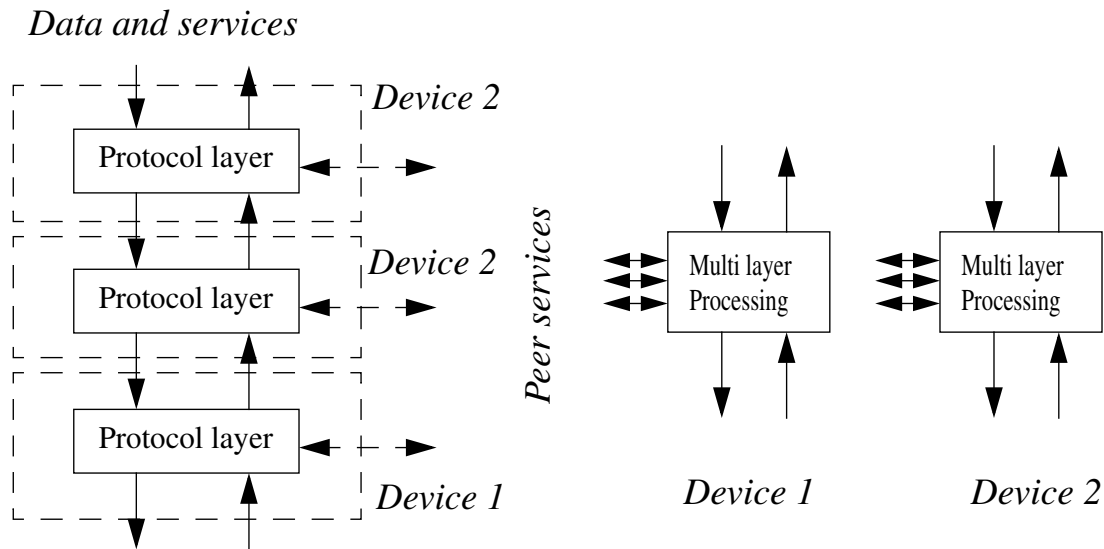 Data and services
Device 2
Protocol layer
Device 2
Protocol layer
Protocol layer
Device 1
Peer services
Multi layer
Processing
Device 1
Multi layer
Processing
Device 2